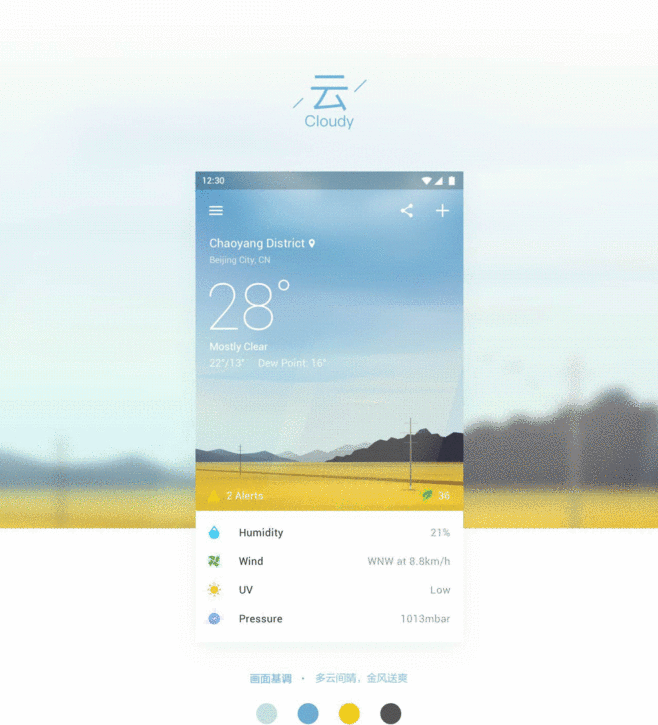 云
Cloudy
12:30
Chaoyang District
Beijing City, CN
28°
Mostly Clear
22°/13° Dew Point: 16°
2 Alerts 36
Humidity 21%
Wind WNW at 8.8km/h
UV Low
Pressure 1013mbar
画面基调 · 多云间晴，金风送爽